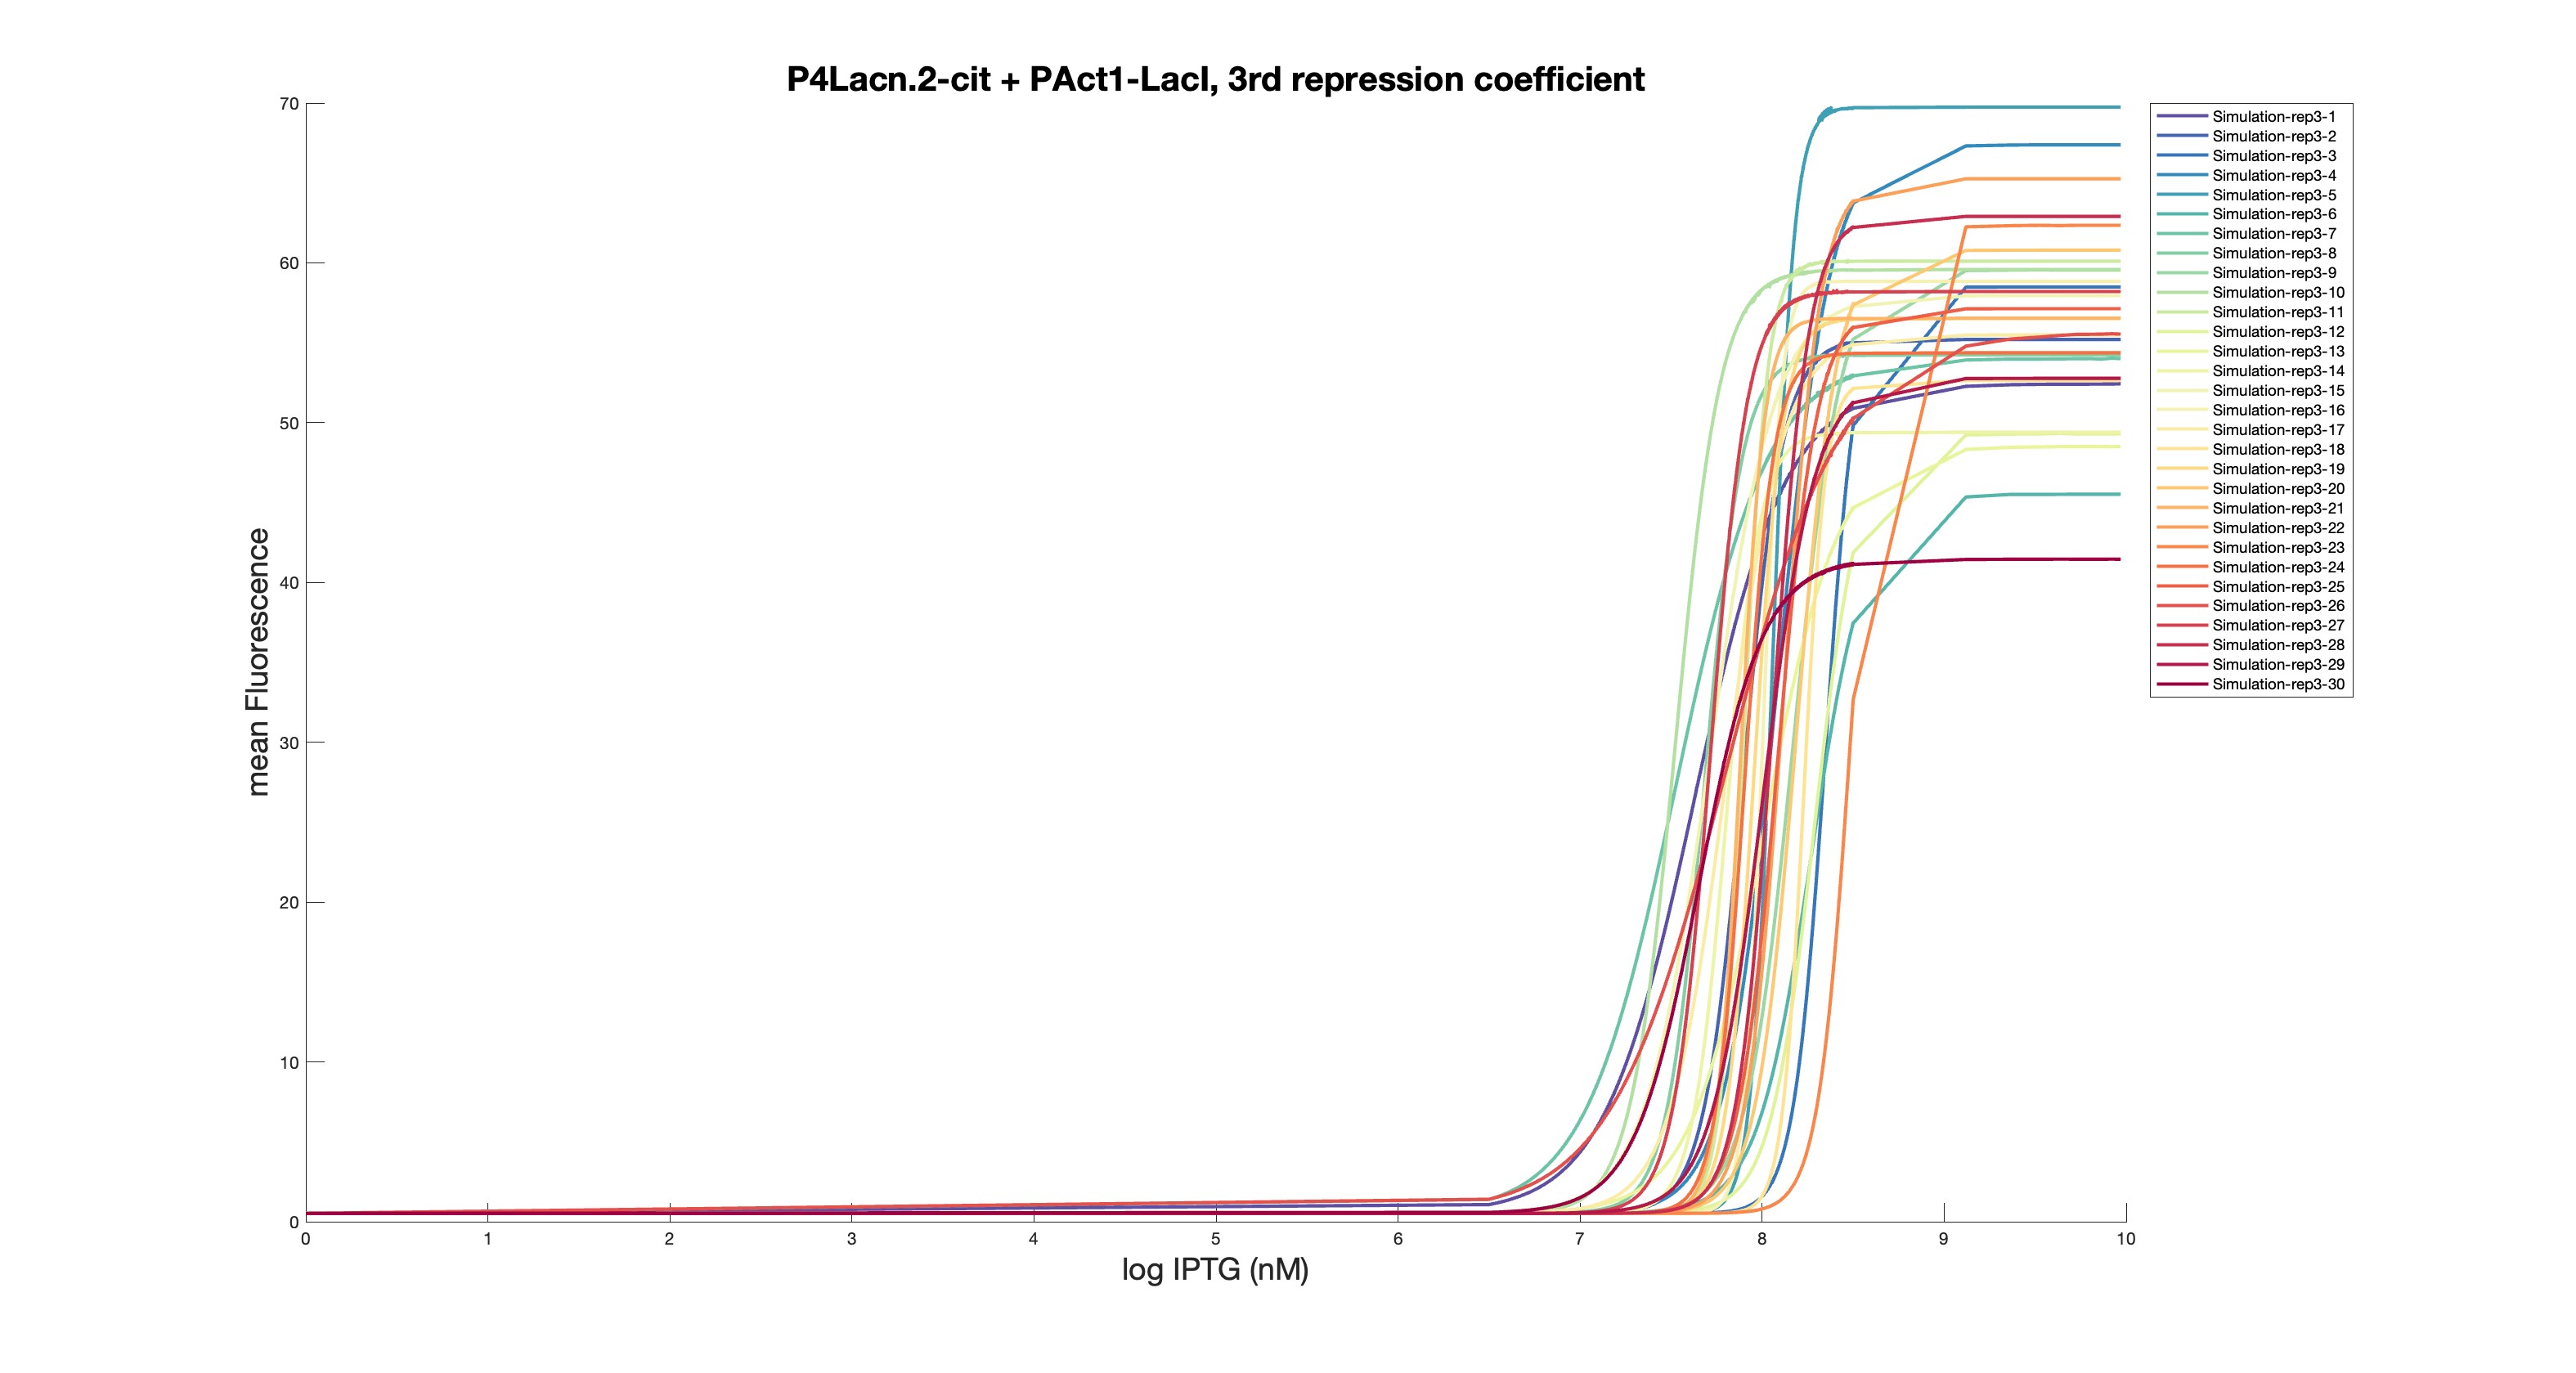 P4Lacn.2-cit + PAct1-LacI, 3rd repression coefficient
mean Fluorescence
70
60
50
40
30
20
10
0
0 1 2 3 4 5 6 7 8 9 10
log IPTG (nM)
Simulation-rep3-1
Simulation-rep3-2
Simulation-rep3-3
Simulation-rep3-4
Simulation-rep3-5
Simulation-rep3-6
Simulation-rep3-7
Simulation-rep3-8
Simulation-rep3-9
Simulation-rep3-10
Simulation-rep3-11
Simulation-rep3-12
Simulation-rep3-13
Simulation-rep3-14
Simulation-rep3-15
Simulation-rep3-16
Simulation-rep3-17
Simulation-rep3-18
Simulation-rep3-19
Simulation-rep3-20
Simulation-rep3-21
Simulation-rep3-22
Simulation-rep3-23
Simulation-rep3-24
Simulation-rep3-25
Simulation-rep3-26
Simulation-rep3-27
Simulation-rep3-28
Simulation-rep3-29
Simulation-rep3-30